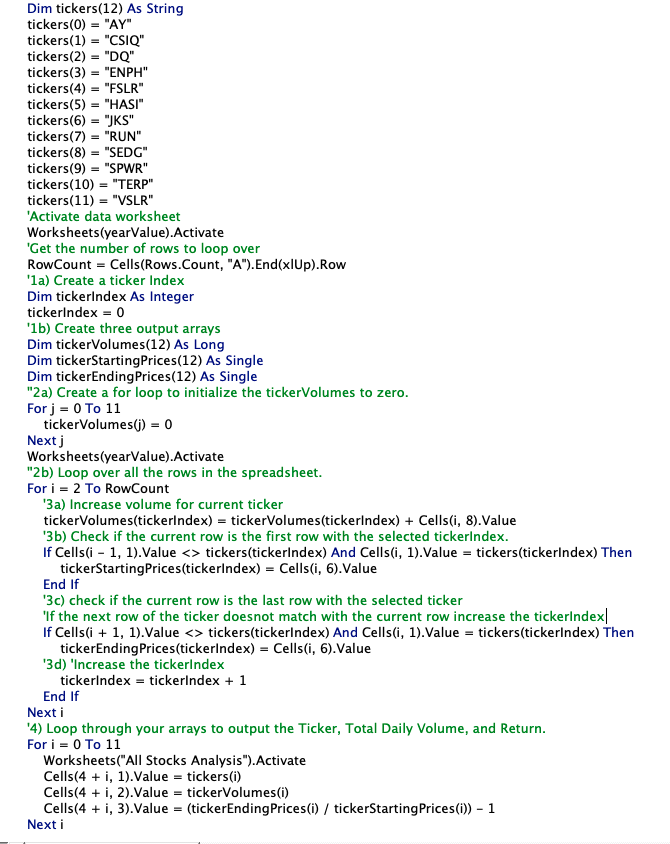 Dim tickers(12) As String
tickers(0) = "AY"
tickers(1) = "CSIQ"
tickers(2) = "DQ"
tickers(3) = "ENPH"
tickers(4) = "FSLR"
tickers(5) = "HASI"
tickers(6) = "JKS"
tickers(7) = "RUN"
tickers(8) = "SEDG"
tickers(9) = "SPWR"
tickers(10) = "TERP"
tickers(11) = "VSLR"
'Activate data worksheet
Worksheets(yearValue).Activate
'Get the number of rows to loop over
RowCount = Cells(Rows.Count, "A").End(xlUp).Row
'1a) Create a ticker Index
Dim tickerIndex As Integer
tickerIndex = 0
'1b) Create three output arrays
Dim tickerVolumes(12) As Long
Dim tickerStartingPrices(12) As Single
Dim tickerEndingPrices(12) As Single
''2a) Create a for loop to initialize the tickerVolumes to zero.
For j = 0 To 11
tickerVolumes(j) = 0
Next j
Worksheets(yearValue).Activate
''2b) Loop over all the rows in the spreadsheet.
For i = 2 To RowCount
'3a) Increase volume for current ticker
tickerVolumes(tickerIndex) = tickerVolumes(tickerIndex) + Cells(i, 8).Value
'3b) Check if the current row is the first row with the selected tickerIndex.
If Cells(i - 1, 1).Value <> tickers(tickerIndex) And Cells(i, 1).Value = tickers(tickerIndex) Then
tickerStartingPrices(tickerIndex) = Cells(i, 6).Value
End If
'3c) check if the current row is the last row with the selected ticker
'If the next row of the ticker doesnot match with the current row increase the tickerIndex
If Cells(i + 1, 1).Value <> tickers(tickerIndex) And Cells(i, 1).Value = tickers(tickerIndex) Then
tickerEndingPrices(tickerIndex) = Cells(i, 6).Value
'3d) 'Increase the tickerIndex
tickerIndex = tickerIndex + 1
End If
Next i
'4) Loop through your arrays to output the Ticker, Total Daily Volume, and Return.
For i = 0 To 11
Worksheets("All Stocks Analysis").Activate
Cells(4 + i, 1).Value = tickers(i)
Cells(4 + i, 2).Value = tickerVolumes(i)
Cells(4 + i, 3).Value = (tickerEndingPrices(i) / tickerStartingPrices(i)) - 1
Next i